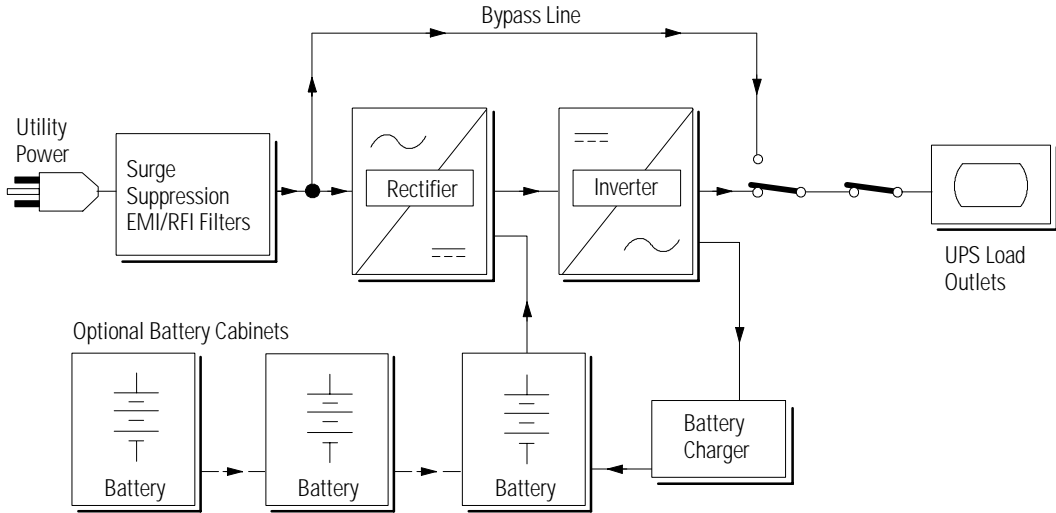 Bypass Line
Utility
Power
Surge
Suppression
EMI/RFI Filters
Rectifier
Inverter
UPS Load
Outlets
Optional Battery Cabinets
Battery
Battery
Battery
Battery
Charger